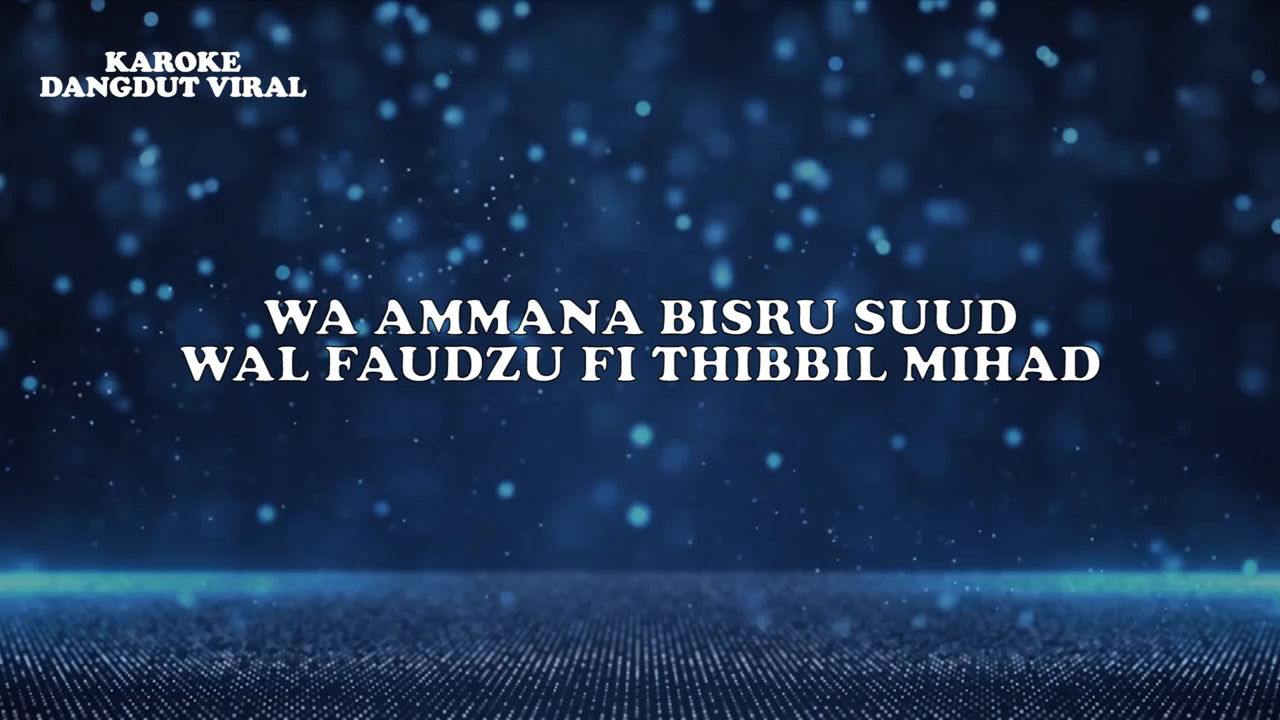 KAROKE
DANGDUT VIRAL
WA AMMANA BISRU SUUD
WAL FAUDZU FI THIBBIL MIHAD